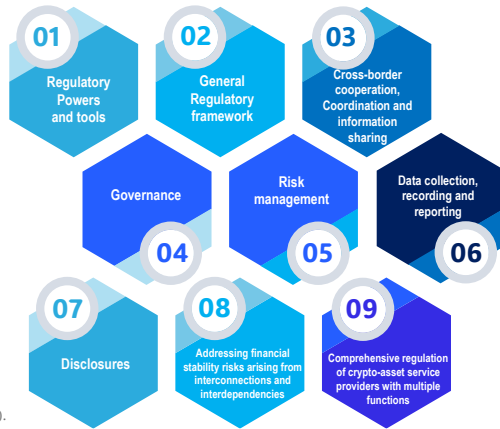 01
Regulatory
Powers
and tools
02
General
Regulatory
framework
03
Cross-border
cooperation,
Coordination and
information
sharing
Governance
04
Risk
management
05
Data collection,
recording and
reporting
06
07
Disclosures
08
Addressing financial
stability risks arising from
interconnections and
interdependencies
09
Comprehensive regulation
of crypto-asset service
providers with multiple
functions
).